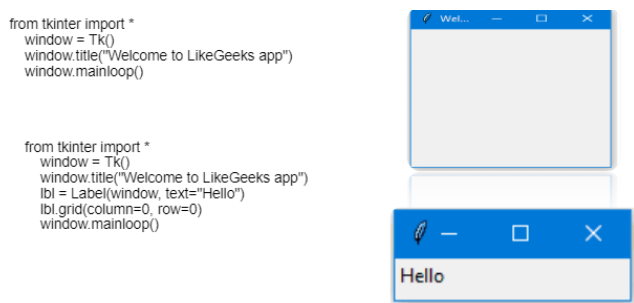 from tkinter import *
window = Tk()
window.title("Welcome to LikeGeeks app")
window.mainloop()
Wel...
from tkinter import *
window = Tk()
window.title("Welcome to LikeGeeks app")
lbl = Label(window, text="Hello")
lbl.grid(column=0, row=0)
window.mainloop()
Hello